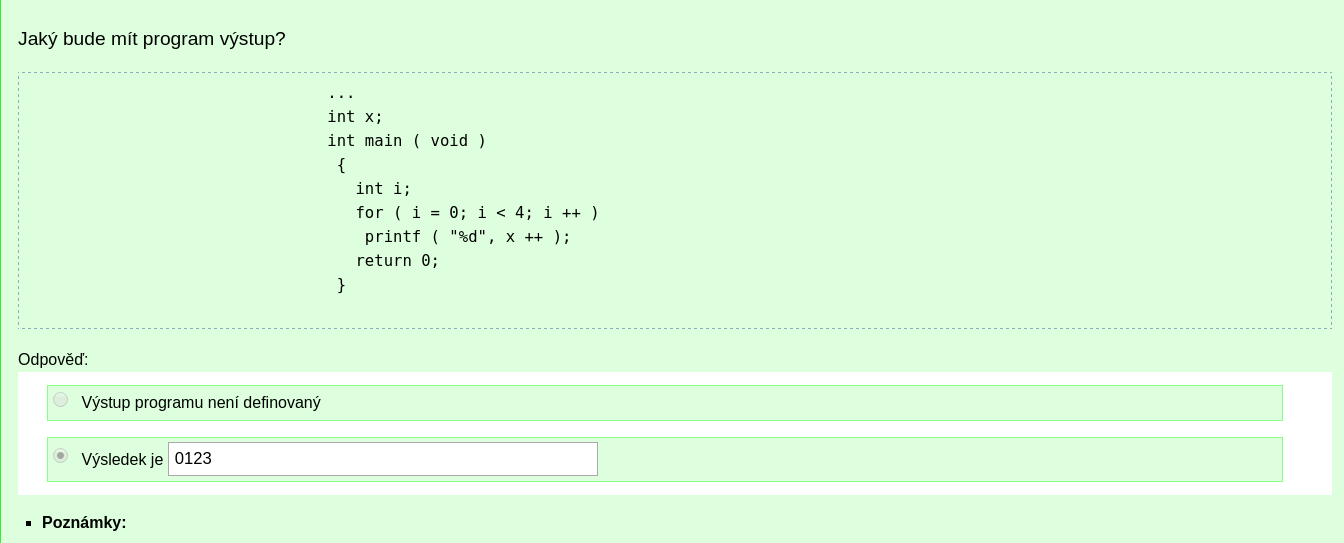 Jaký bude mít program výstup?
...
int x;
int main ( void )
{
int i;
for ( i = 0; i < 4; i ++ )
printf ( "%d", x ++ );
return 0;
}
Odpověď:
Výstup programu není definovaný
Výsledek je 0123
Poznámky: